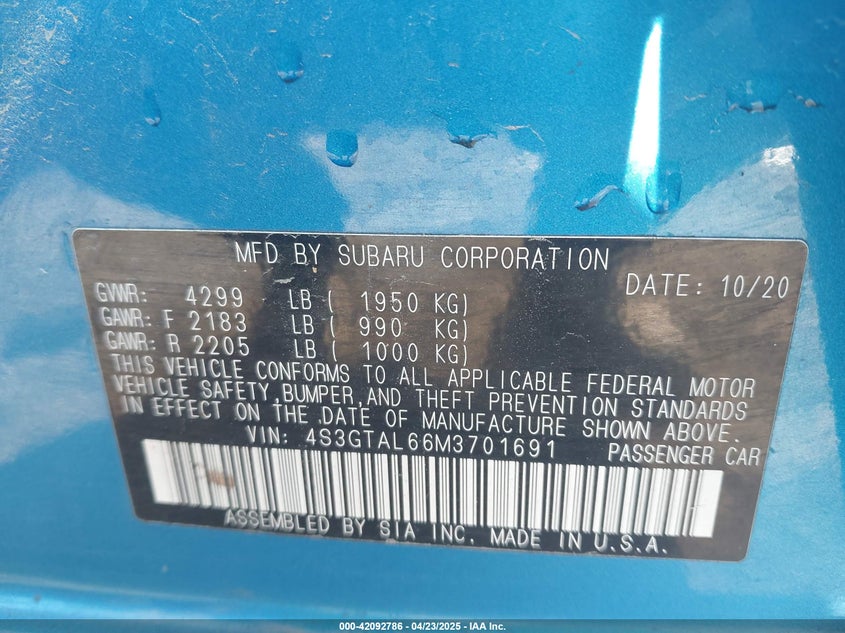 MFD BY SUBARU CORPORATION
DATE: 10/20
GVWR: 4299 LB ( 1950 KG)
GAWR: F 2183 LB ( 990 KG)
GAWR: R 2205 LB ( 1000 KG)
THIS VEHICLE CONFORMS TO ALL APPLICABLE FEDERAL MOTOR
VEHICLE SAFETY, BUMPER, AND THEFT PREVENTION STANDARDS
IN EFFECT ON THE DATE OF MANUFACTURE SHOWN ABOVE.
VIN: 4S3GTAL66M3701691 PASSENGER CAR
ASSEMBLED BY SIA INC. MADE IN U.S.A.
000-42092786 - 04/23/2025 - IAA Inc.